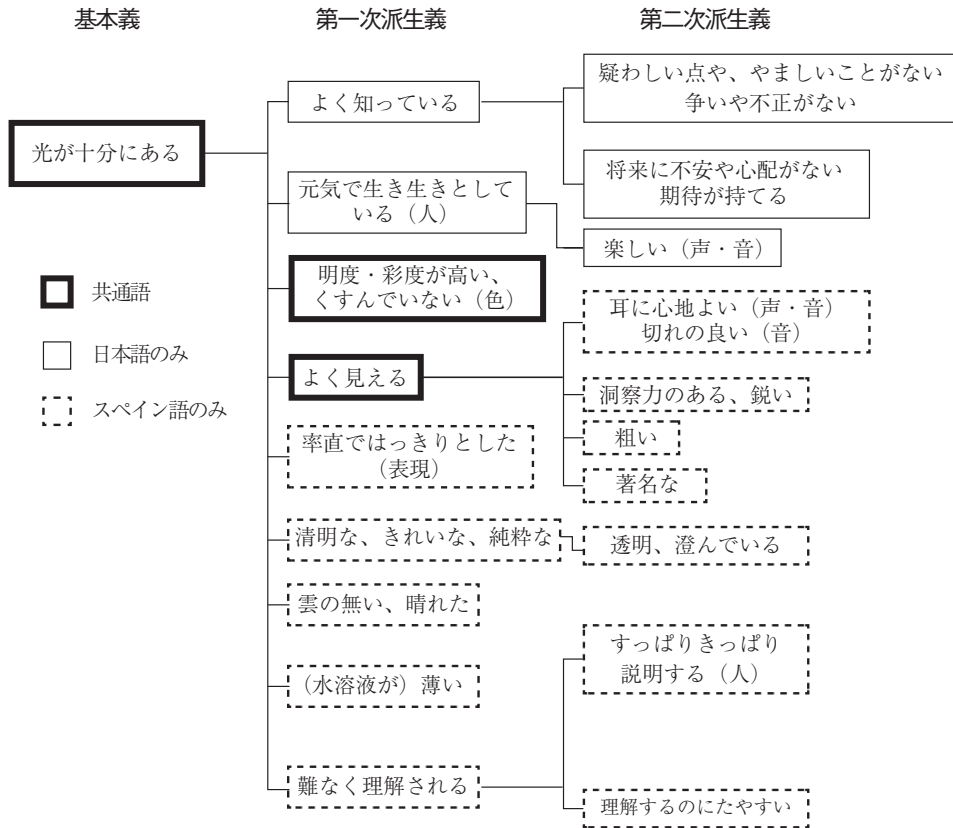 基本義
第一次派生義
第二次派生義
光が十分にある
よく知っている
疑わしい点や、やましいことがない
争いや不正がない
将来に不安や心配がない
期待が持てる
元気で生き生きとして
いる（人）
楽しい（声・音）
明度・彩度が高い、
くすんでいない（色）
よく見える
耳に心地よい（声・音）
切れの良い（音）
洞察力のある、鋭い
粗い
著名な
率直ではっきりとした
（表現）
清明な、きれいな、純粋な
透明、澄んでいる
雲の無い、晴れた
（水溶液が）薄い
難なく理解される
すっぱりきっぱり
説明する（人）
理解するのにたやすい
共通語
日本語のみ
スペイン語のみ